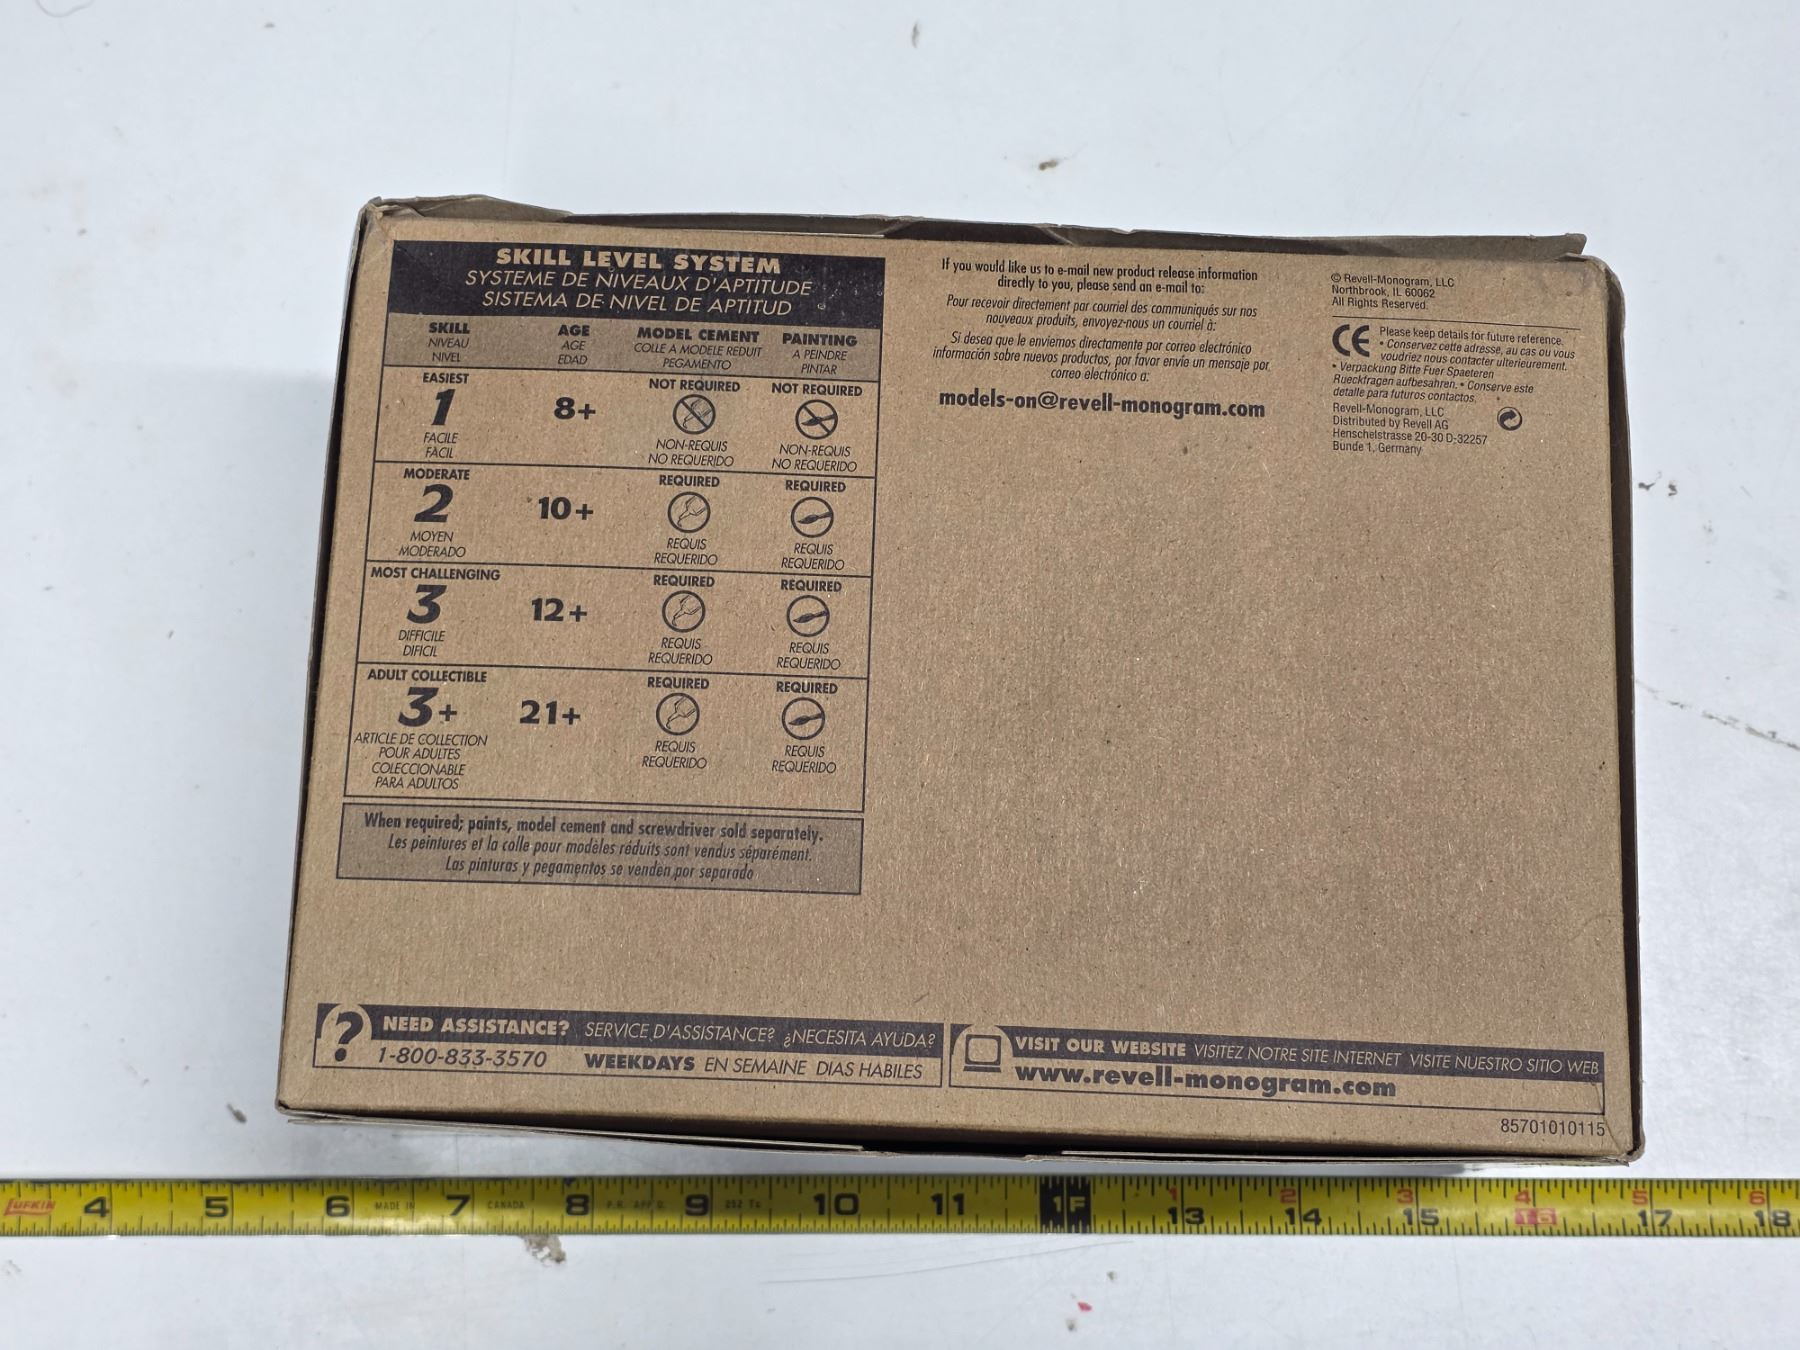 SKILL LEVEL SYSTEM
SYSTEME DE NIVEAUX D'APTITUDE
SISTEMA DE NIVEL DE APTITUD
SKILL AGE MODEL CEMENT PAINTING
NIVEAU AGE COLLE A MODELE REDUIT A PEINDRE
NIVEL EDAD PEGAMENTO PINTAR
EASIEST NOT REQUIRED NOT REQUIRED
1 8+
FACILE NON-REQUIS NON-REQUIS
FÁCIL NO REQUERIDO NO REQUERIDO
MODERATE REQUIRED REQUIRED
2 10+
MOYEN REQUIS REQUIS
MODERADO REQUERIDO REQUERIDO
MOST CHALLENGING REQUIRED REQUIRED
3 12+
DIFFICILE REQUIS REQUIS
DIFICIL REQUERIDO REQUERIDO
ADULT COLLECTIBLE REQUIRED REQUIRED
3+ 21+
ARTICLE DE COLLECTION REQUIS REQUIS
POUR ADULTES REQUERIDO REQUERIDO
COLECCIONABLE
PARA ADULTOS
When required; paints, model cement and screwdriver sold separately.
Les peintures et la colle pour modèles réduits sont vendus séparément.
Las pinturas y pegamentos se venden por separado
If you would like us to e-mail new product release information
directly to you, please send an e-mail to:
Pour recevoir directement par courriel des communiqués sur nos
nouveaux produits, envoyez-nous un courriel à:
Si desea que le enviemos directamente por correo electrónico
información sobre nuevos productos, por favor envíe un mensaje por
correo electrónico a:
models-on@revell-monogram.com
© Revell-Monogram, LLC
Northbrook, IL 60062
All Rights Reserved.
CE
Please keep details for future reference.
• Conservez cette adresse, au cas ou vous
voudriez nous contacter ulterieurement.
• Verpackung Bitte Fuer Spaeteren
Rueckfragen aufbesahren. • Conserve este
detalle para futuros contactos.
Revell-Monogram, LLC
Distributed by Revell AG
Henschelstrasse 20-30 D-32257
Bunde 1, Germany
? NEED ASSISTANCE? SERVICE D'ASSISTANCE? ¿NECESITA AYUDA?
1-800-833-3570 WEEKDAYS EN SEMAINE DIAS HABILES
VISIT OUR WEBSITE VISITEZ NOTRE SITE INTERNET VISITE NUESTRO SITIO WEB
www.revell-monogram.com
85701010115
1 2 3 4 5 6
LUFKIN 4 5 6 MADE IN 7 CANADA 8 9 10 11 1F 13 14 15 16 17 18